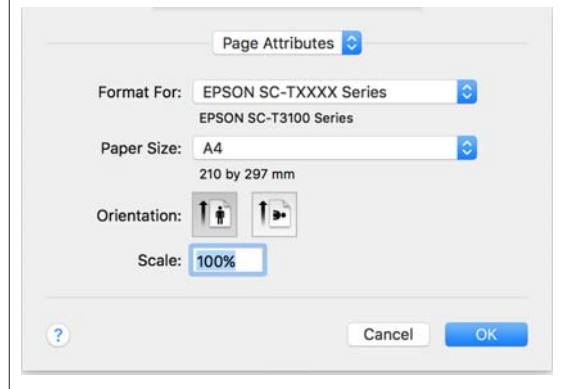 Page Attributes
Format For: EPSON SC-TXXXX Series
EPSON SC-T3100 Series
Paper Size: A4
210 by 297 mm
Orientation:
Scale: 100%
? Cancel OK